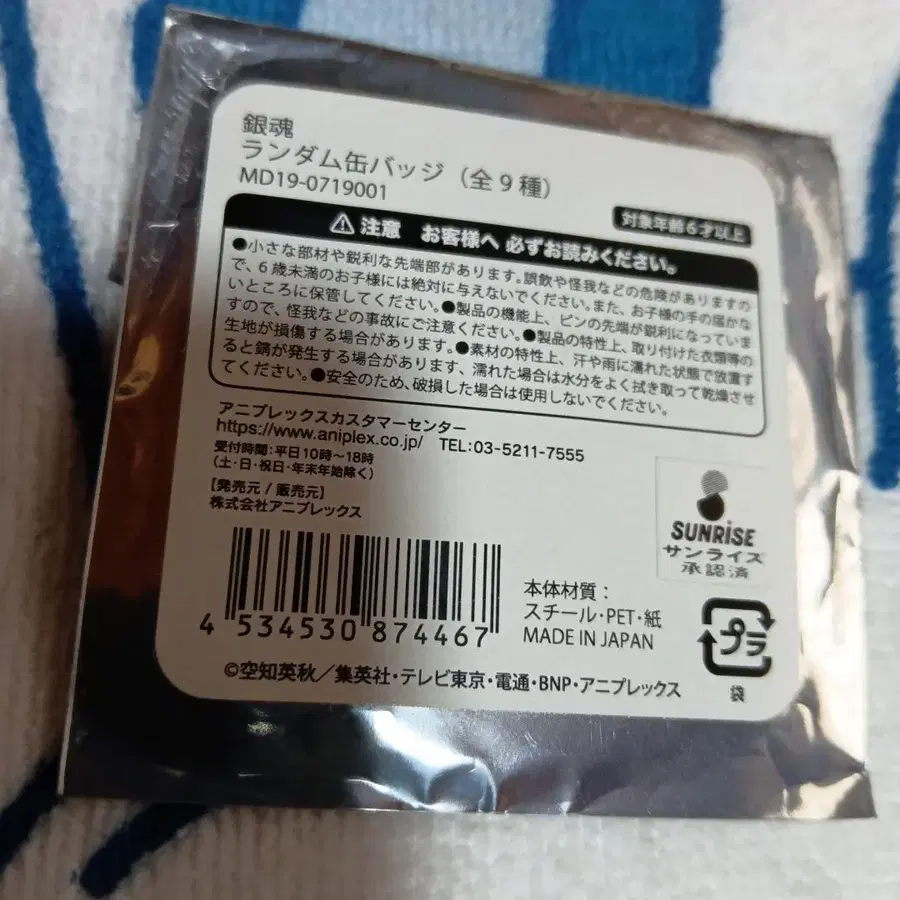 銀魂
ランダム缶バッジ（全9種）
MD19-0719001
対象年齢6才以上
注意 お客様へ 必ずお読みください。
●小さな部材や鋭利な先端部があります。誤飲や怪我などの危険がありますの
で、6歳未満のお子様には絶対に与えないでください。また、お子様の手の届かな
いところに保管してください。●製品の機能上、ピンの先端が鋭利になっていま
すので、怪我などの事故にご注意ください。●製品の特性上、取り付けた衣類等の
生地が損傷する場合があります。●素材の特性上、汗や雨に濡れた状態で放置す
ると錆が発生する場合があります、濡れた場合は水分をよく拭き取って乾燥させ
てください。●安全のため、破損した場合は使用しないでください。
アニプレックスカスタマーセンター
https://www.aniplex.co.jp/ TEL:03-5211-7555
受付時間:平日10時〜18時
(土・日・祝日・年末年始除く)
【発売元 / 販売元】
株式会社アニプレックス
SUNRiSE
サンライズ
承認済
本体材質：
スチール・PET・紙
MADE IN JAPAN
プラ
袋
4 534530 874467
©空知英秋／集英社・テレビ東京・電通・BNP・アニプレックス